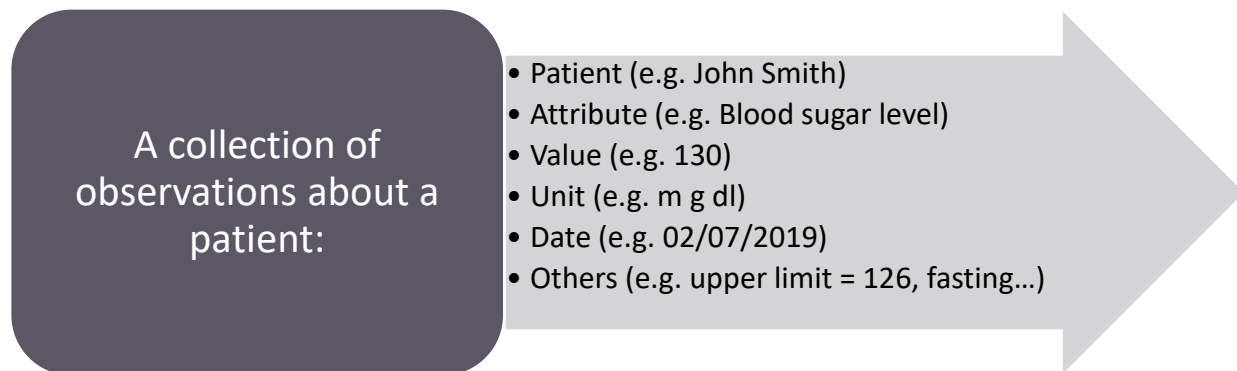 A collection of
observations about a
patient:
• Patient (e.g. John Smith)
• Attribute (e.g. Blood sugar level)
• Value (e.g. 130)
• Unit (e.g. m g dl)
• Date (e.g. 02/07/2019)
• Others (e.g. upper limit = 126, fasting…)